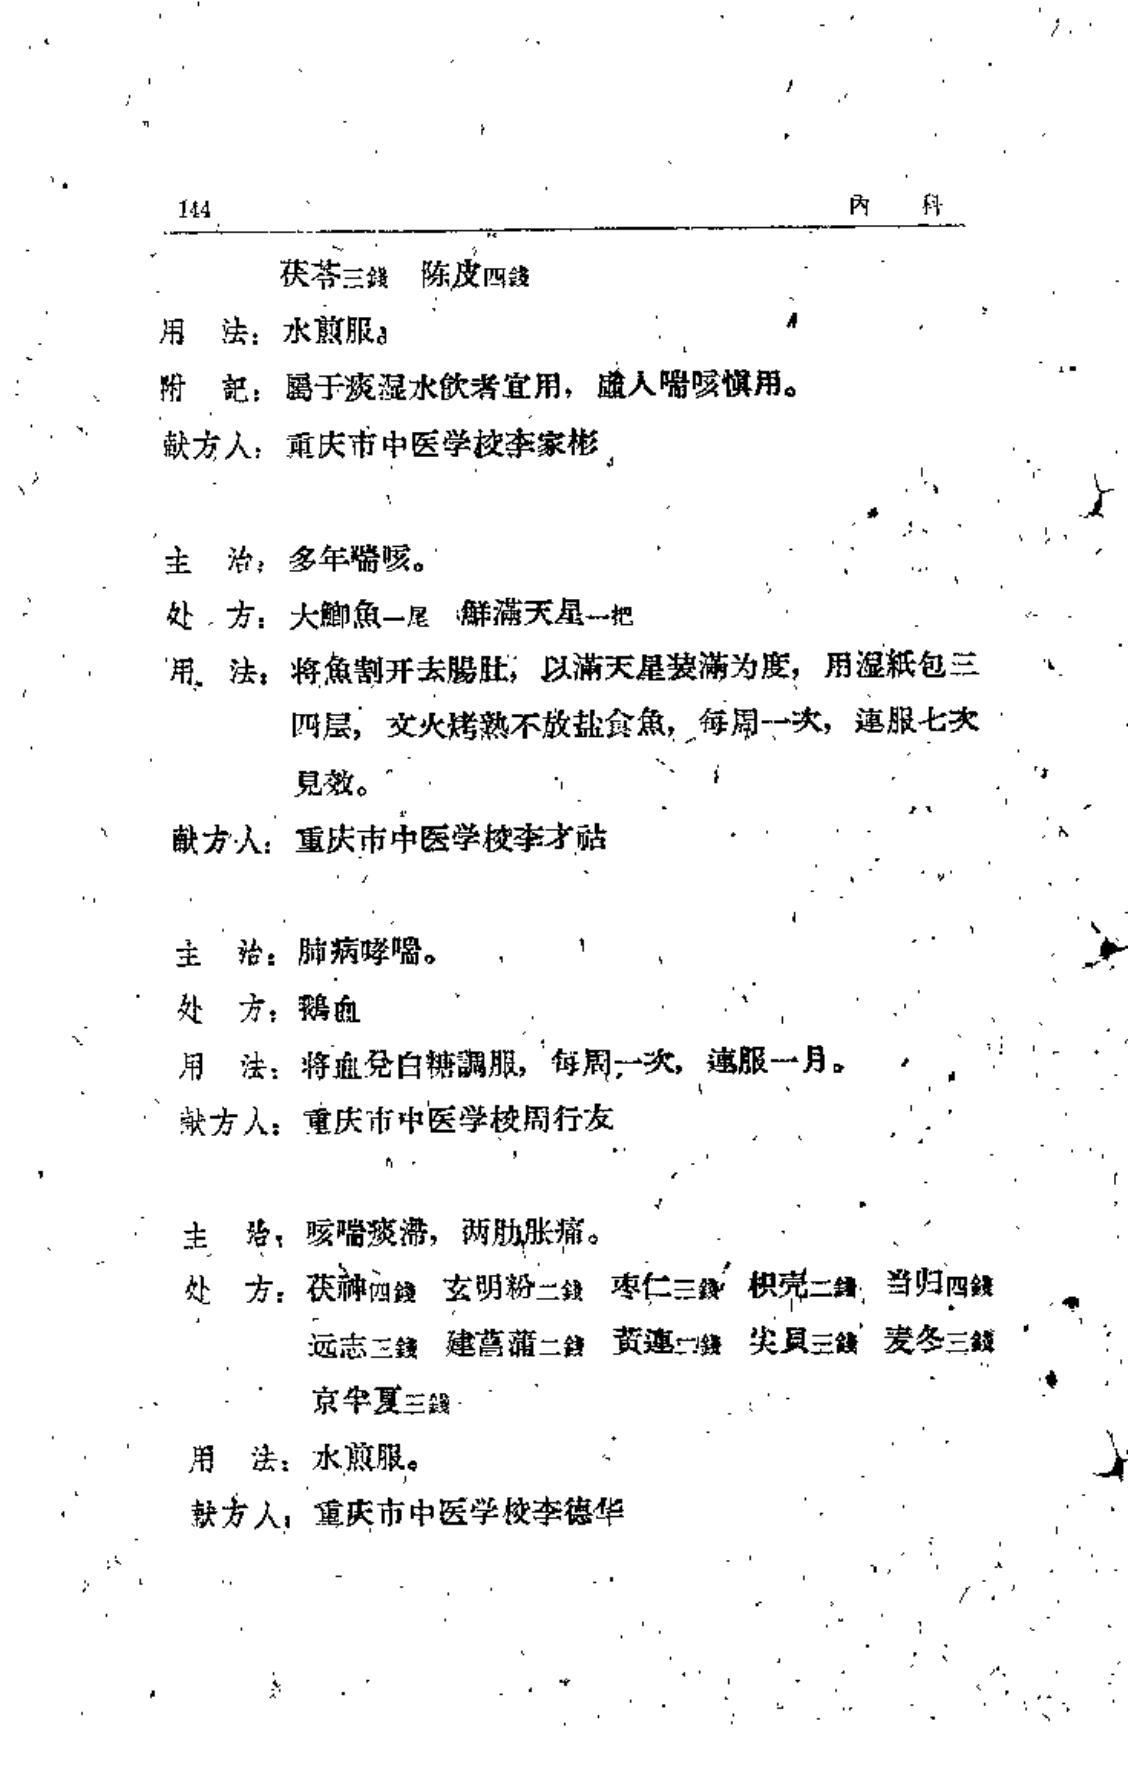 144 內 科
茯苓三錢 陈皮四錢
用 法：水煎服。
附 記：屬于痰湿水飲者宜用，虛人喘咳慎用。
献方人：重庆市中医学校李家彬
主 治：多年喘咳。
处 方：大鯽魚一尾 鮮滿天星一把
用 法：将魚割开去腸肚，以滿天星装滿为度，用湿紙包三
四层，文火烤熟不放盐食魚，每周一次，連服七次
見效。
献方人：重庆市中医学校李才祜
主 治：肺病哮喘。
处 方：鵝血
用 法：将血兌白糖調服，每周一次，連服一月。
献方人：重庆市中医学校周行友
主 治：咳喘痰滯，两肋胀痛。
处 方：茯神四錢 玄明粉二錢 枣仁三錢 枳壳二錢 当归四錢
远志三錢 建菖蒲二錢 黃連二錢 尖貝三錢 麦冬三錢
京半夏三錢
用 法：水煎服。
献方人：重庆市中医学校李德华